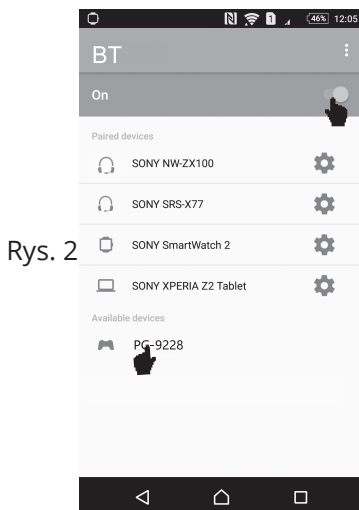 46% 12:05
BT
On
Paired devices
SONY NW-ZX100
SONY SRS-X77
Rys. 2
SONY SmartWatch 2
SONY XPERIA Z2 Tablet
Available devices
PG-9228